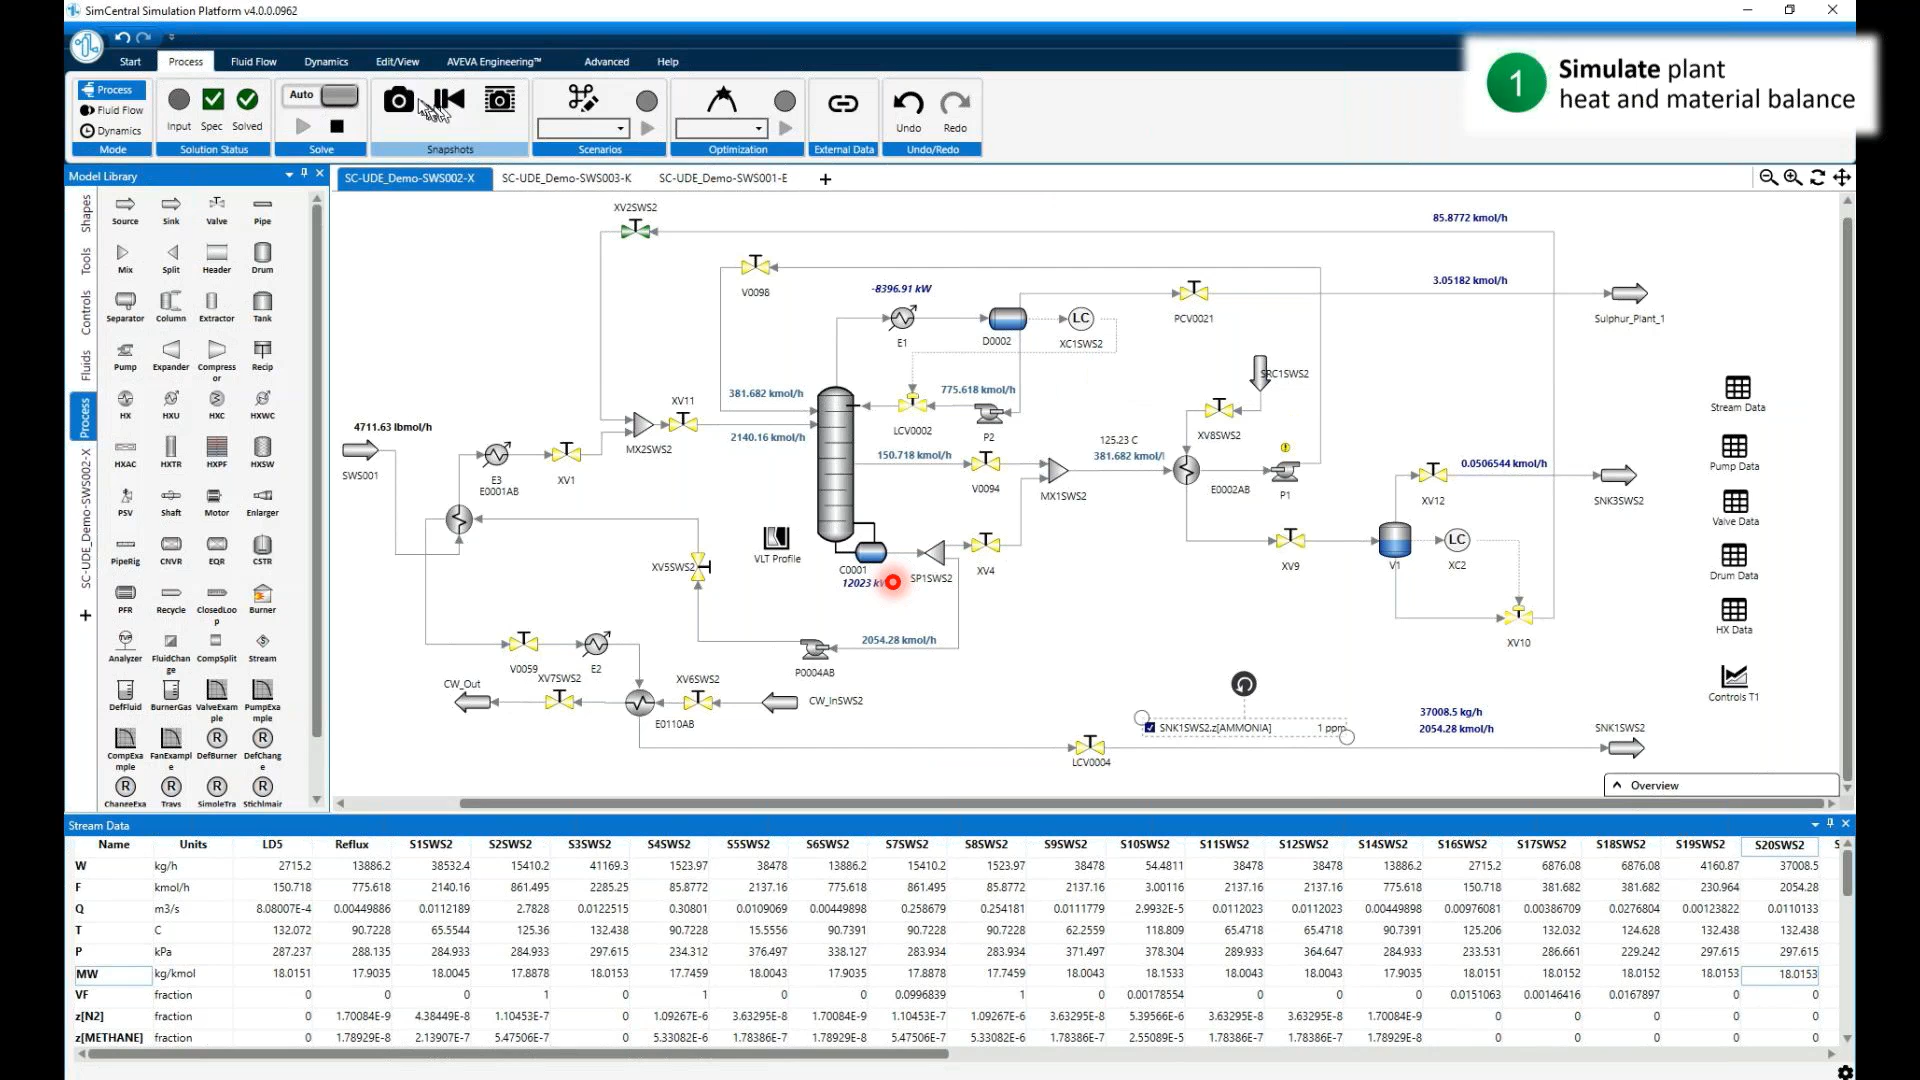 SimCentral Simulation Platform v4.0.0.0962
Start Process Fluid Flow Dynamics Edit/View AVEVA Engineering™ Advanced Help
1
Simulate plant
heat and material balance
Process
Fluid Flow
Dynamics
Mode
Input Spec Solved
Solution Status
Auto
Solve
Snapshots
Scenarios
Optimization
External Data
Undo Redo
Undo/Redo
Model Library
Shapes
Tools
Controls
Fluids
Process
SC-UDE_Demo-SWS002-X
Source Sink Valve Pipe
Mix Split Header Drum
Separator Column Extractor Tank
Pump Expander Compress
or
Recip
HX HXU HXC HXWC
HXAC HXTR HXPF HXSW
PSV Shaft Motor Enlarger
PipeRig CNVR EQR CSTR
PFR Recycle ClosedLoo
p
Burner
Analyzer FluidChan
ge
CompSplit Stream
DefFluid BurnerGas ValveExam
ple
PumpExa
mple
CompExa
mple
FanExampl
e
DefBurner DefChang
e
SC-UDE_Demo-SWS002-X SC-UDE_Demo-SWS003-K SC-UDE_Demo-SWS001-E
XV2SWS2
85.8772 kmol/h
V0098
-8396.91 kW
E1
D0002
LC
XC1SWS2
PCV0021
3.05182 kmol/h
Sulphur_Plant_1
SRC1SWS2
XV8SWS2
381.682 kmol/h
775.618 kmol/h
LCV0002
P2
XV11
2140.16 kmol/h
MX2SWS2
4711.63 lbmol/h
SWS001
E3
E0001AB
XV1
150.718 kmol/h
V0094
MX1SWS2
125.23 C
381.682 kmol/l
E0002AB
P1
XV12
0.0506544 kmol/h
SNK3SWS2
VLT Profile
C0001
SP1SWS2
XV4
XV5SWS2
XV9
V1
LC
XC2
XV10
2054.28 kmol/h
P0004AB
V0059
E2
CW_Out
XV7SWS2
XV6SWS2
CW_InSWS2
E0110AB
LCV0004
SNK1SWS2.z[AMMONIA] 1 ppm
37008.5 kg/h
2054.28 kmol/h
SNK1SWS2
Stream Data
Pump Data
Valve Data
Drum Data
HX Data
Controls T1
Overview
Stream Data
Name Units LD5 Reflux S1SWS2 S2SWS2 S3SWS2 S4SWS2 S5SWS2 S6SWS2 S7SWS2 S8SWS2 S9SWS2 S10SWS2 S11SWS2 S12SWS2 S14SWS2 S16SWS2 S17SWS2 S18SWS2 S19SWS2 S20SWS2
W kg/h 2715.2 13886.2 38532.4 15410.2 41169.3 1523.97 38478 13886.2 15410.2 1523.97 38478 54.4811 38478 38478 13886.2 2715.2 6876.08 6876.08 4160.87 37008.5
F kmol/h 150.718 775.618 2140.16 861.495 2285.25 85.8772 2137.16 775.618 861.495 85.8772 2137.16 3.00116 2137.16 2137.16 775.618 150.718 381.682 381.682 230.964 2054.28
Q m3/s 8.08007E-4 0.00449886 0.0112189 2.7828 0.0122515 0.30801 0.0109069 0.00449898 0.258679 0.254181 0.0111779 2.9932E-5 0.0112023 0.0112023 0.00449898 0.00976081 0.00386709 0.0276804 0.00123822 0.0110133
T C 132.072 90.7228 65.5544 125.36 132.438 90.7228 15.5556 90.7391 90.7228 90.7228 62.2559 118.809 65.4718 65.4718 90.7391 125.206 132.032 124.628 132.438 132.438
P kPa 287.237 288.135 284.933 284.933 297.615 234.312 376.497 338.127 283.934 283.934 371.497 378.304 289.933 364.647 284.933 233.531 286.661 229.242 297.615 297.615
MW kg/kmol 18.0151 17.9035 18.0045 17.8878 18.0153 17.7459 18.0043 17.9035 17.8878 17.7459 18.0043 18.1533 18.0043 18.0043 17.9035 18.0151 18.0152 18.0152 18.0153 18.0153
VF fraction 0 0 0 1 0 1 0 0 0.0996839 1 0 0.00178554 0 0 0 0.0151063 0.00146416 0.0167897 0 0
z[N2] fraction 0 1.70084E-9 4.38449E-8 1.10453E-7 0 1.09267E-6 3.63295E-8 1.70084E-9 1.10453E-7 1.09267E-6 3.63295E-8 5.39566E-6 3.63295E-8 3.63295E-8 1.70084E-9 0 0 0 0 0
z[METHANE] fraction 0 1.78929E-8 2.13907E-7 5.47506E-7 0 5.33082E-6 1.78386E-7 1.78929E-8 5.47506E-7 5.33082E-6 1.78386E-7 2.55089E-5 1.78386E-7 1.78386E-7 1.78929E-8 0 0 0 0 0